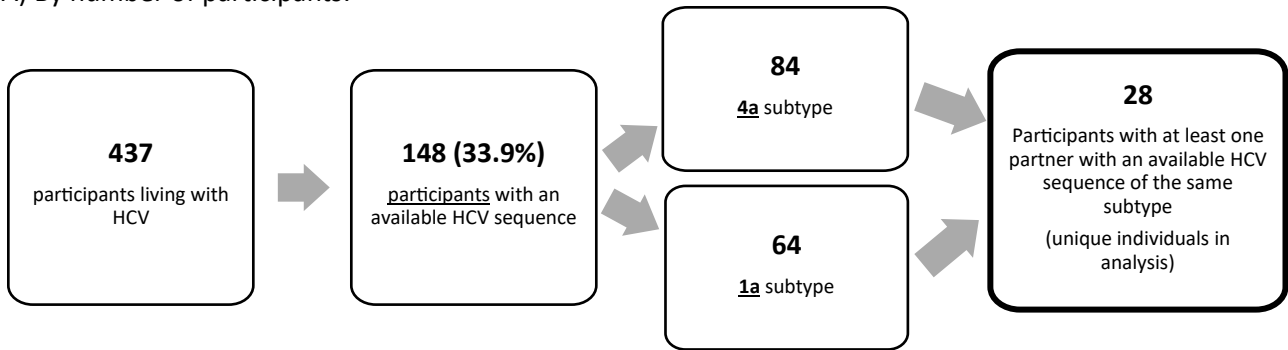 A) By number of participants:
437
participants living with
HCV
148 (33.9%)
participants with an
available HCV sequence
84
4a subtype
64
1a subtype
28
Participants with at least one
partner with an available HCV
sequence of the same
subtype
(unique individuals in
analysis)